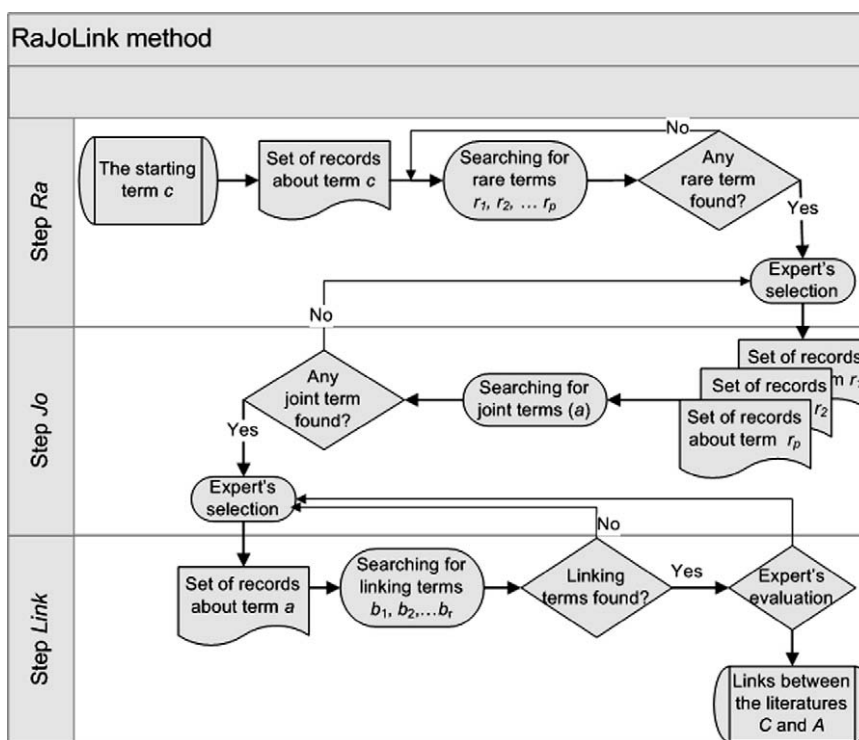 RaJoLink method
Step Ra
The starting
term c
Set of records
about term c
Searching for
rare terms
r1, r2, ... rp
No
Any
rare term
found?
Yes
Expert's
selection
Step Jo
No
Any
joint term
found?
Yes
Searching for
joint terms (a)
Set of records
m r1
Set of records
r2
Set of records
about term rp
Expert's
selection
Step Link
Set of records
about term a
Searching for
linking terms
b1, b2,...br
No
Linking
terms found?
Yes
Expert's
evaluation
Links between
the literatures
C and A